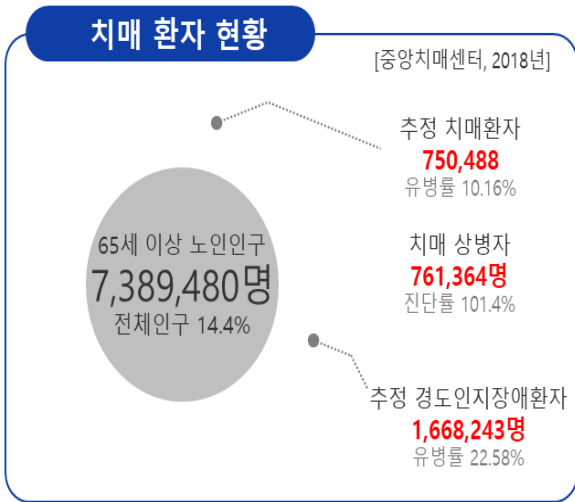 치매 환자 현황
[중앙치매센터, 2018년]
추정 치매환자
750,488
유병률 10.16%
65세 이상 노인인구
7,389,480명
전체인구 14.4%
치매 상병자
761,364명
진단률 101.4%
추정 경도인지장애환자
1,668,243명
유병률 22.58%